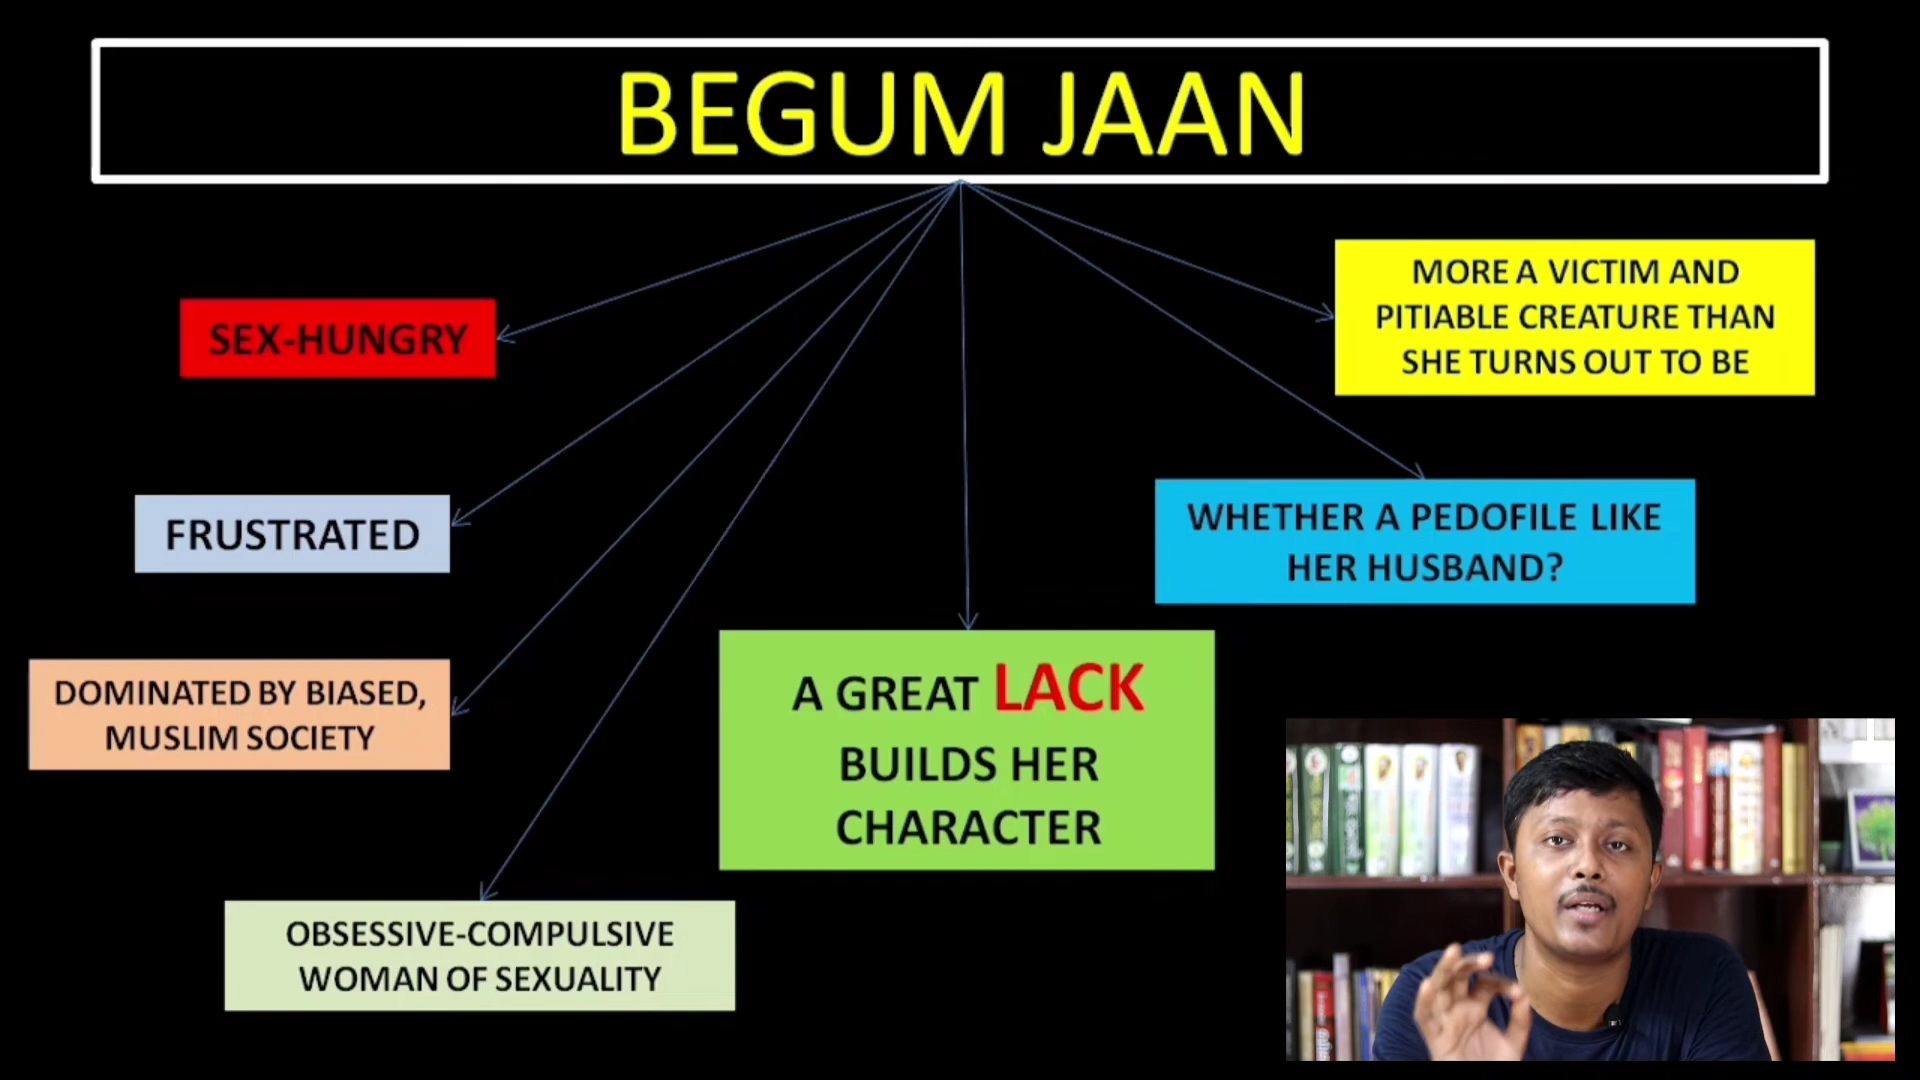 BEGUM JAAN
SEX-HUNGRY
FRUSTRATED
DOMINATED BY BIASED,
MUSLIM SOCIETY
OBSESSIVE-COMPULSIVE
WOMAN OF SEXUALITY
A GREAT LACK
BUILDS HER
CHARACTER
WHETHER A PEDOFILE LIKE
HER HUSBAND?
MORE A VICTIM AND
PITIABLE CREATURE THAN
SHE TURNS OUT TO BE